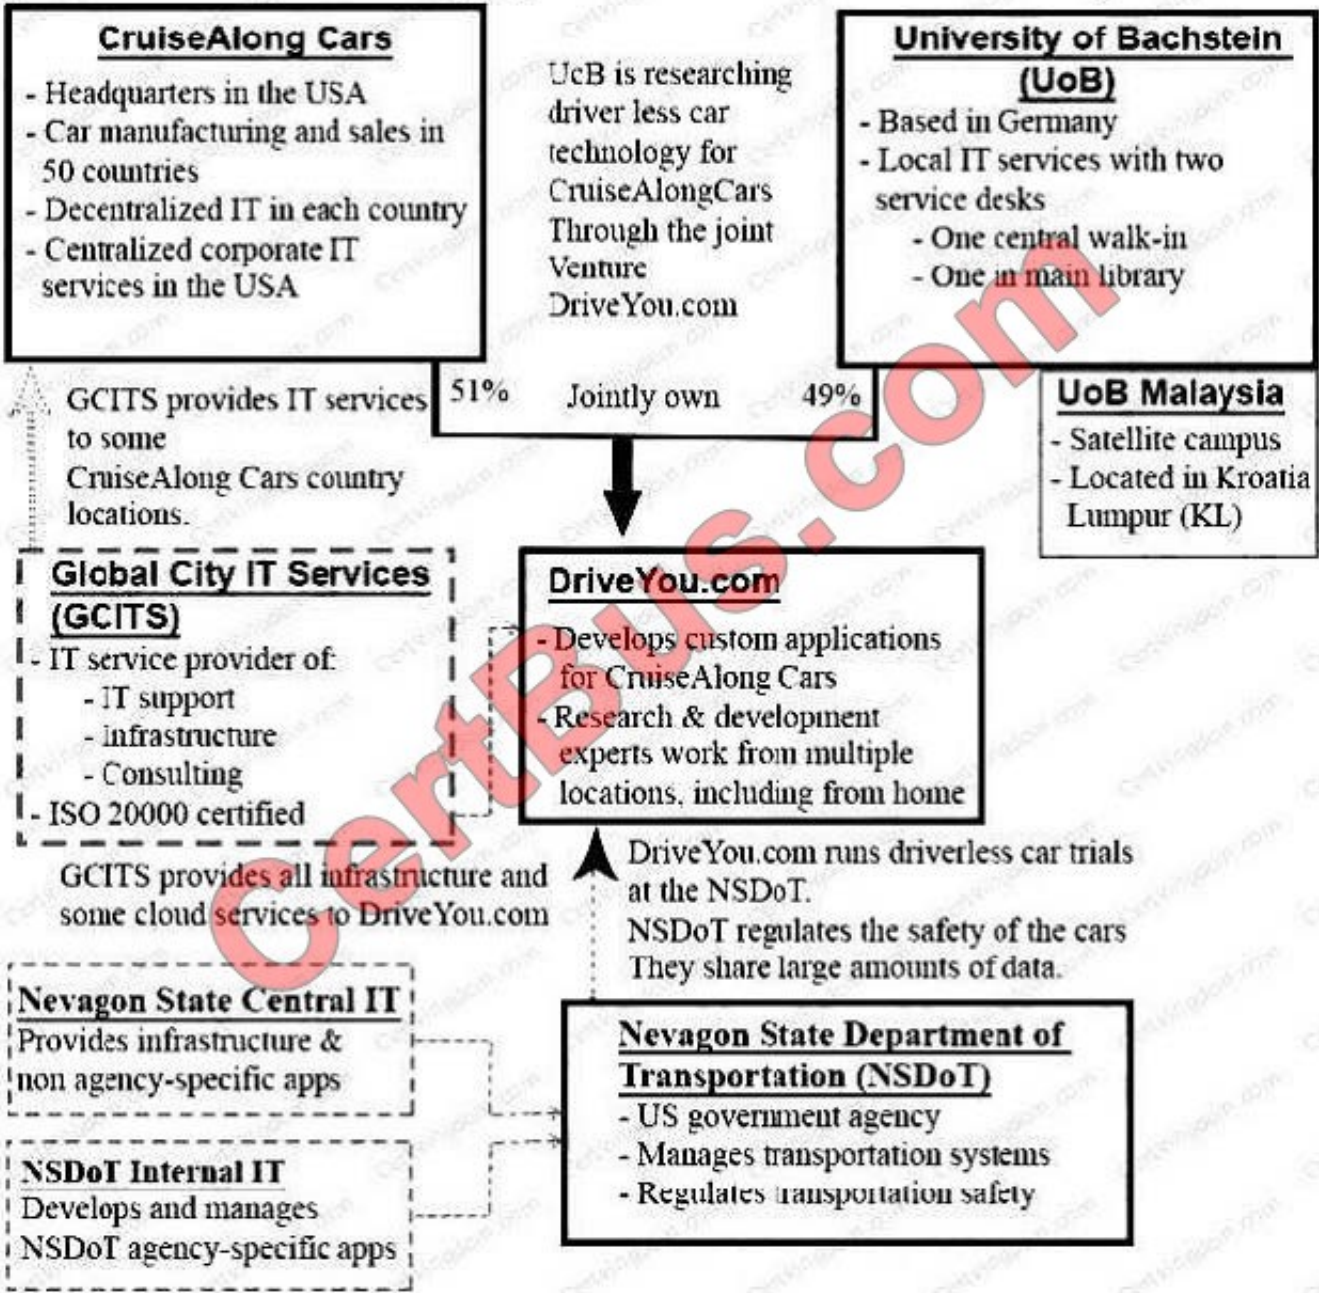 CruiseAlong Cars
- Headquarters in the USA
- Car manufacturing and sales in
50 countries
- Decentralized IT in each country
- Centralized corporate IT
services in the USA
UcB is researching
driver less car
technology for
CruiseAlongCars
Through the joint
Venture
DriveYou.com
University of Bachstein
(UoB)
- Based in Germany
- Local IT services with two
service desks
- One central walk-in
- One in main library
51% Jointly own 49%
UoB Malaysia
- Satellite campus
- Located in Kroatia
Lumpur (KL)
GCITS provides IT services
to some
CruiseAlong Cars country
locations.
Global City IT Services
(GCITS)
- IT service provider of:
- IT support
- Infrastructure
- Consulting
- ISO 20000 certified
DriveYou.com
- Develops custom applications
for CruiseAlong Cars
- Research & development
experts work from multiple
locations, including from home
GCITS provides all infrastructure and
some cloud services to DriveYou.com
DriveYou.com runs driverless car trials
at the NSDoT.
NSDoT regulates the safety of the cars
They share large amounts of data.
Nevagon State Central IT
Provides infrastructure &
non agency-specific apps
NSDoT Internal IT
Develops and manages
NSDoT agency-specific apps
Nevagon State Department of
Transportation (NSDoT)
- US government agency
- Manages transportation systems
- Regulates transportation safety
CertBus.com